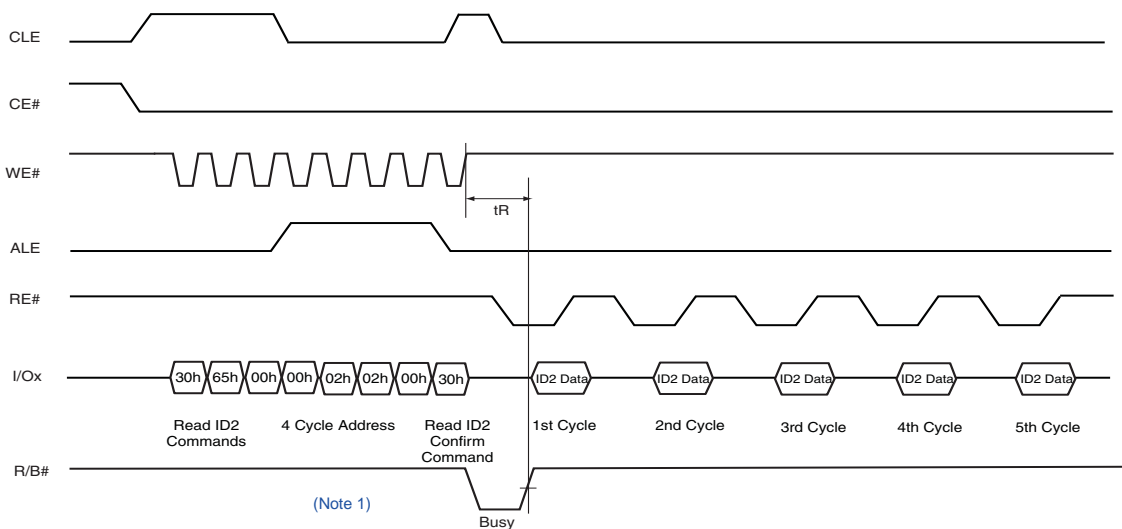 CLE
CE#
WE#
tR
ALE
RE#
I/Ox
30h 65h 00h 00h 02h 02h 00h 30h ID2 Data ID2 Data ID2 Data ID2 Data ID2 Data
Read ID2 Commands
4 Cycle Address
Read ID2 Confirm Command
1st Cycle
2nd Cycle
3rd Cycle
4th Cycle
5th Cycle
R/B#
(Note 1)
Busy